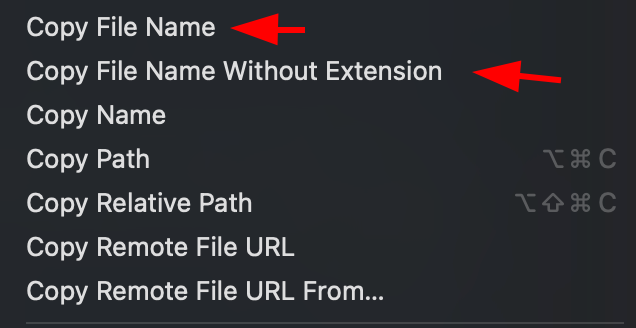 Copy File Name
Copy File Name Without Extension
Copy Name
Copy Path ⌥⌘C
Copy Relative Path ⌥⇧⌘C
Copy Remote File URL
Copy Remote File URL From...